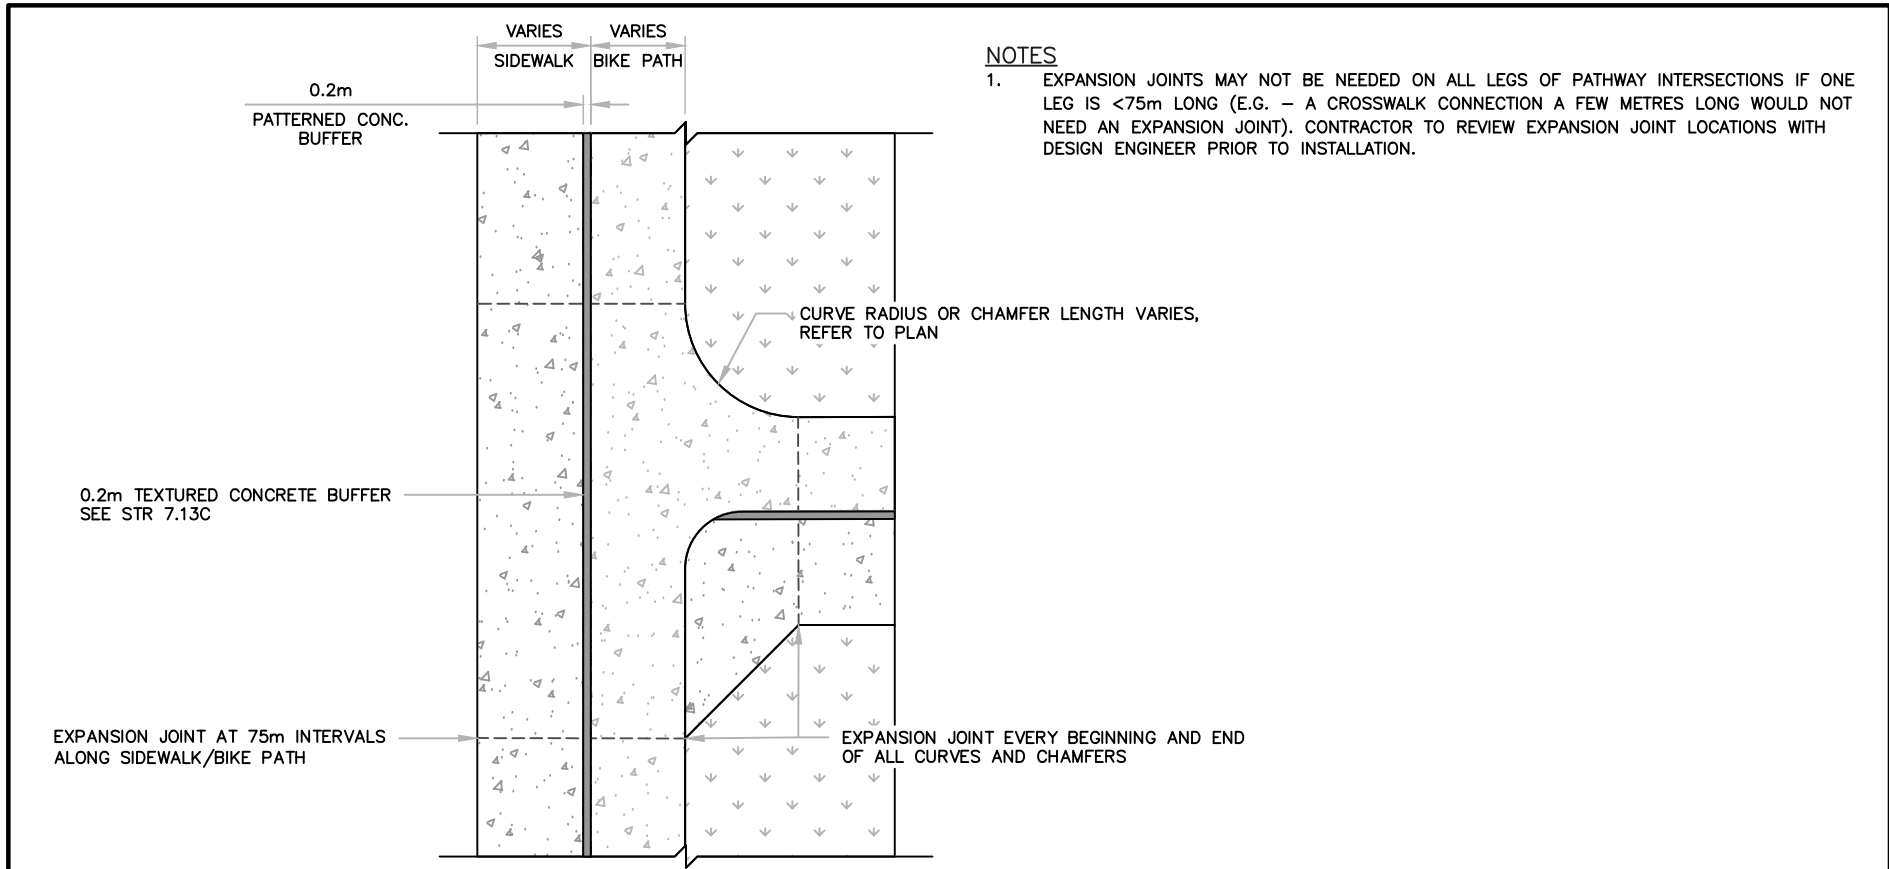 VARIES VARIES
SIDEWALK BIKE PATH
0.2m
PATTERNED CONC.
BUFFER
NOTES
1. EXPANSION JOINTS MAY NOT BE NEEDED ON ALL LEGS OF PATHWAY INTERSECTIONS IF ONE
LEG IS <75m LONG (E.G. – A CROSSWALK CONNECTION A FEW METRES LONG WOULD NOT
NEED AN EXPANSION JOINT). CONTRACTOR TO REVIEW EXPANSION JOINT LOCATIONS WITH
DESIGN ENGINEER PRIOR TO INSTALLATION.
CURVE RADIUS OR CHAMFER LENGTH VARIES,
REFER TO PLAN
0.2m TEXTURED CONCRETE BUFFER
SEE STR 7.13C
EXPANSION JOINT AT 75m INTERVALS
ALONG SIDEWALK/BIKE PATH
EXPANSION JOINT EVERY BEGINNING AND END
OF ALL CURVES AND CHAMFERS